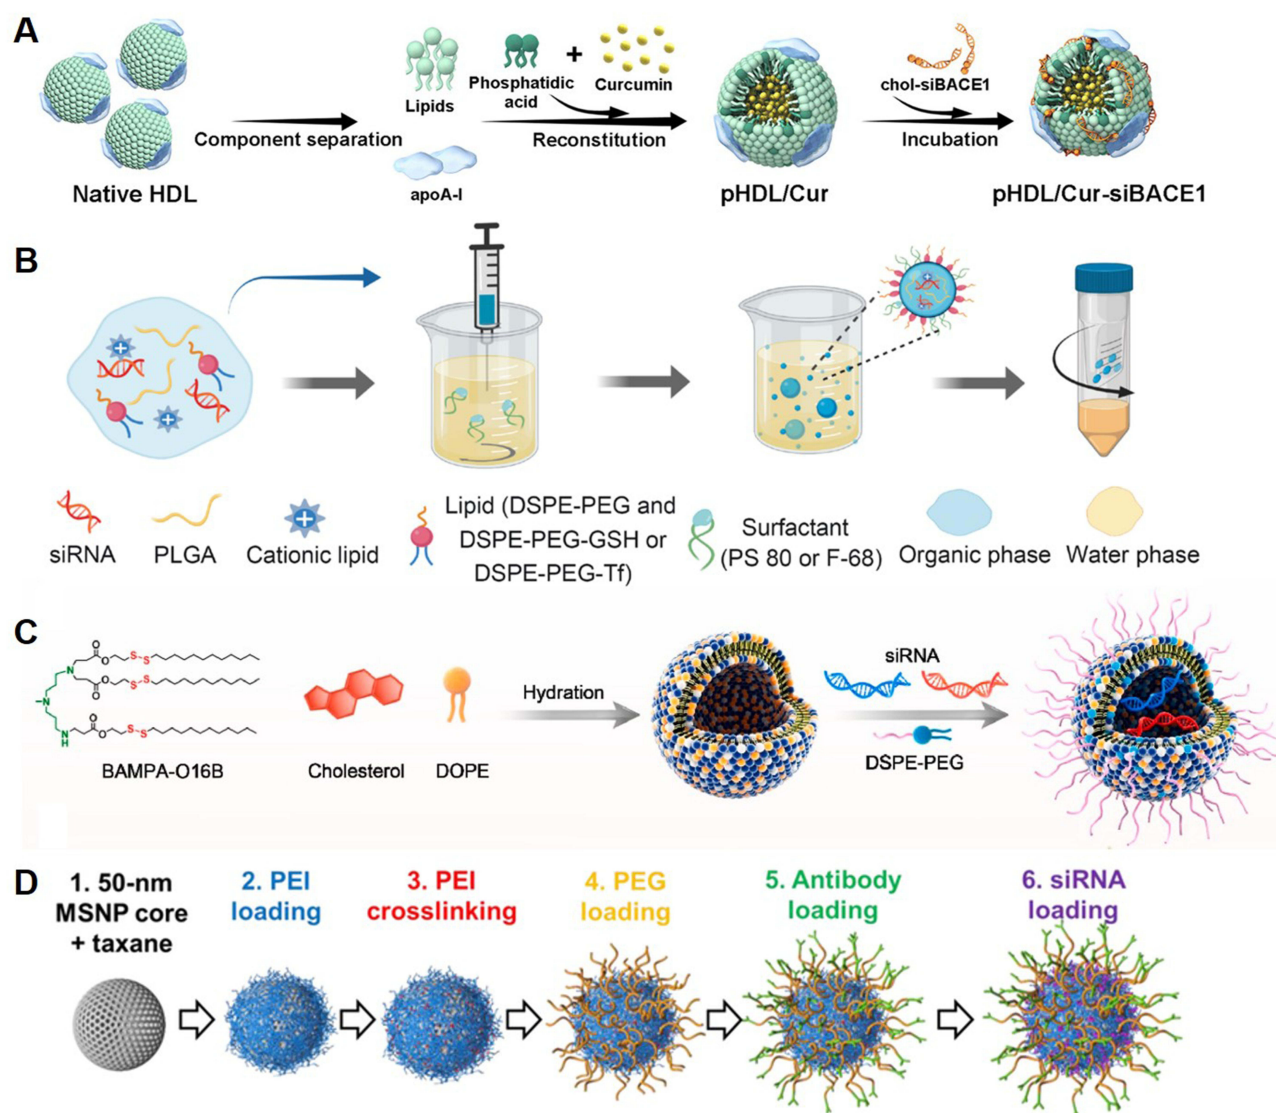 A
Native HDL
Component separation
Lipids
apoA-I
Phosphatidic
acid
+
Curcumin
Reconstitution
pHDL/Cur
chol-siBACE1
Incubation
pHDL/Cur-siBACE1
B
siRNA
PLGA
Cationic lipid
Lipid (DSPE-PEG and
DSPE-PEG-GSH or
DSPE-PEG-Tf)
Surfactant
(PS 80 or F-68)
Organic phase
Water phase
C
BAMPA-O16B
Cholesterol
DOPE
Hydration
siRNA
DSPE-PEG
D
1. 50-nm
MSNP core
+ taxane
2. PEI
loading
3. PEI
crosslinking
4. PEG
loading
5. Antibody
loading
6. siRNA
loading